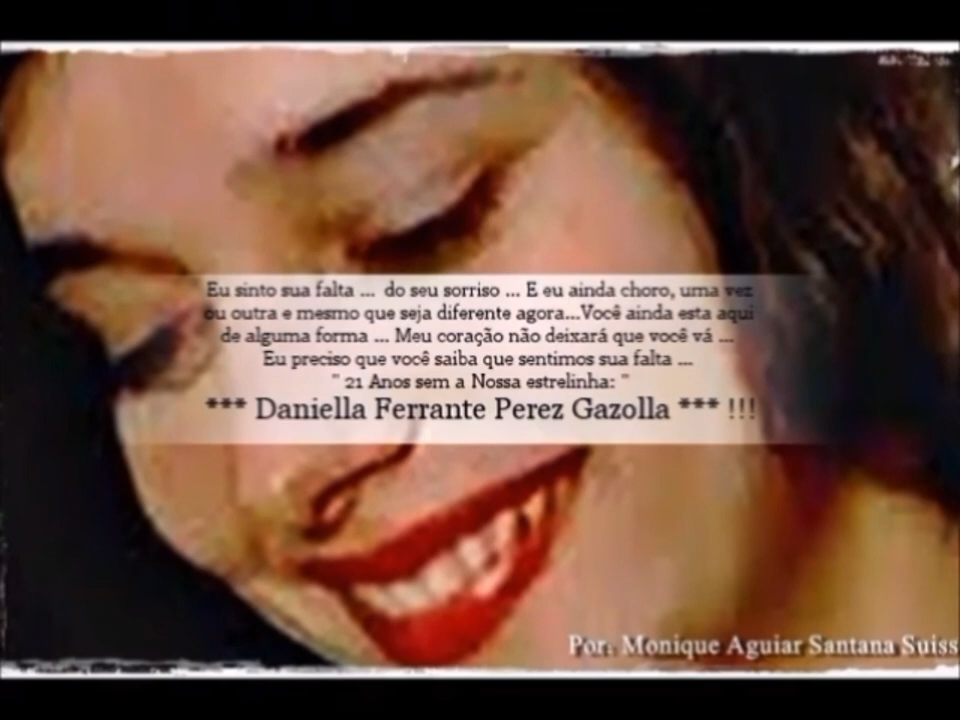 Eu sinto sua falta ... do seu sorriso ... E eu ainda choro, uma vez
ou outra e mesmo que seja diferente agora...Você ainda esta aqui
de alguma forma ... Meu coração não deixará que você vá ...
Eu preciso que você saiba que sentimos sua falta ...
" 21 Anos sem a Nossa estrelinha: "
*** Daniella Ferrante Perez Gazolla *** !!!
Por: Monique Aguiar Santana Suiss